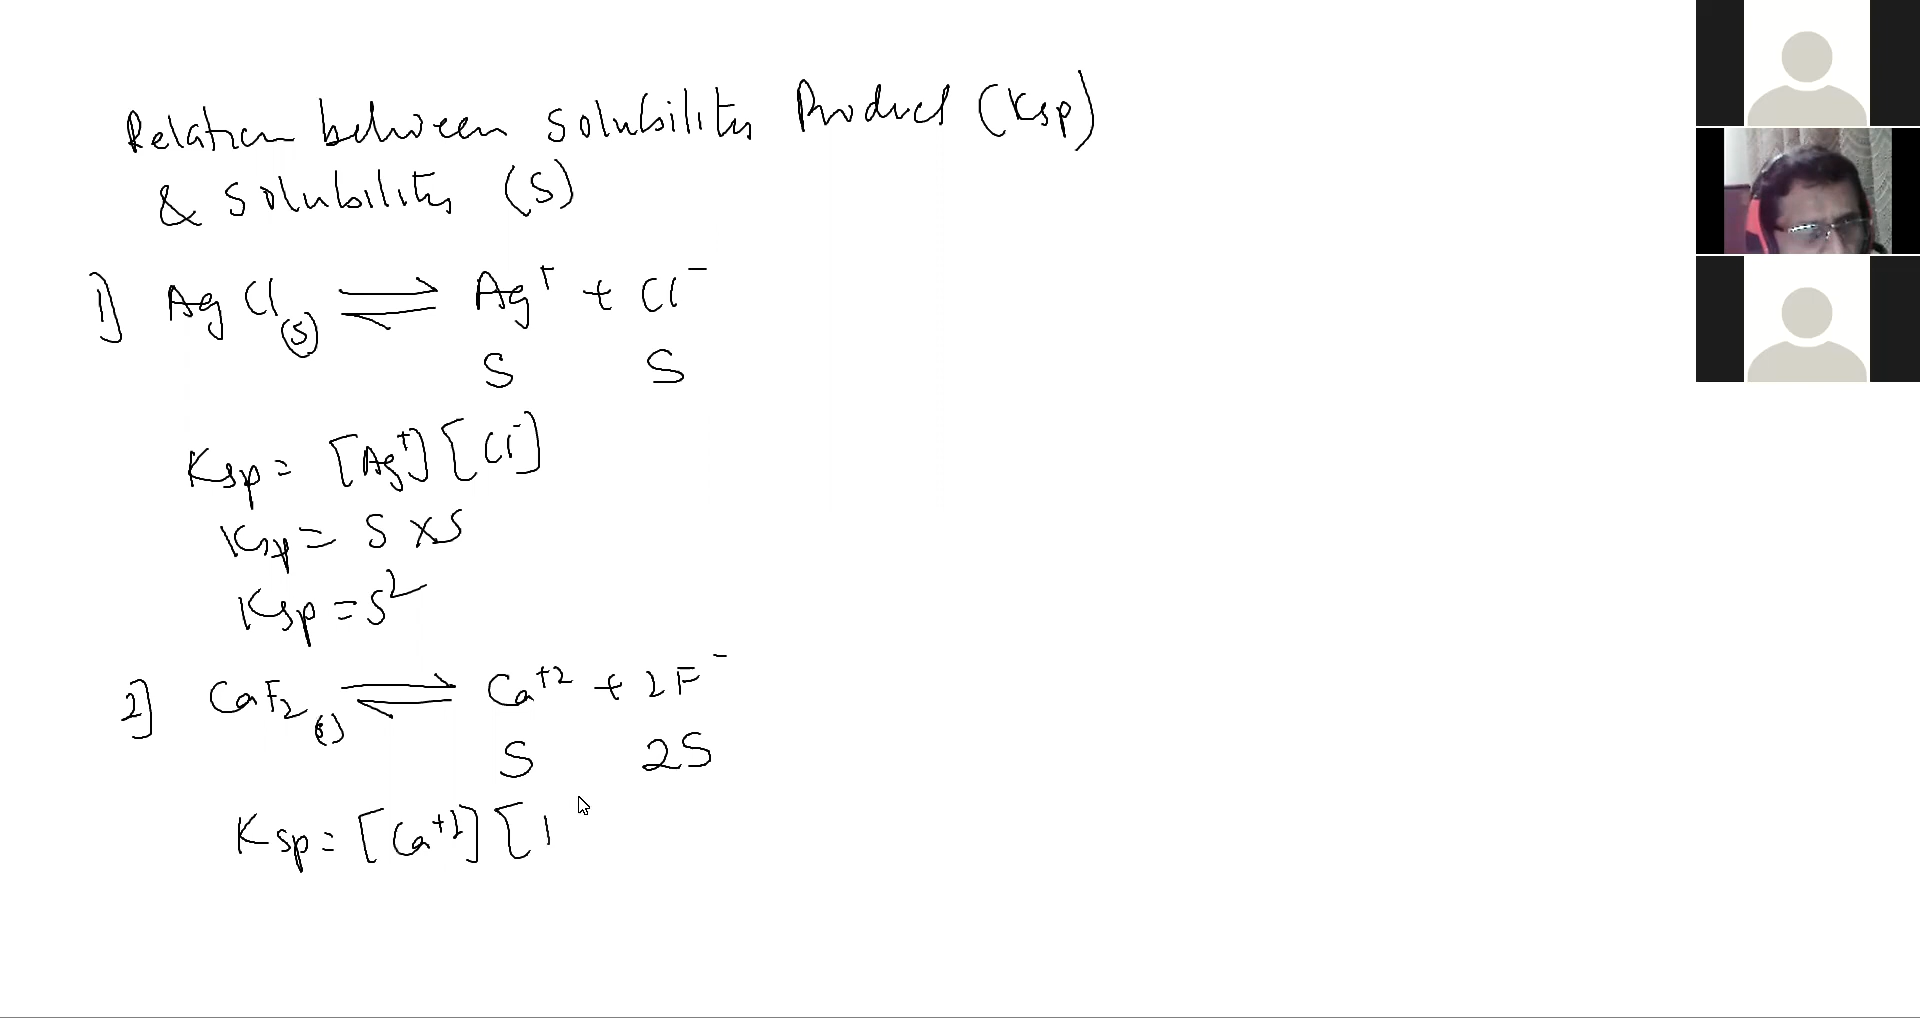 Relation between solubility Product (Ksp)
& solubility (S)
1] AgCl(s) ⇌ Ag⁺ + Cl⁻
S S
Ksp = [Ag⁺] [Cl⁻]
Ksp = S × S
Ksp = S²
2] CaF₂(s) ⇌ Ca⁺² + 2F⁻
S 2S
Ksp = [Ca⁺²] [